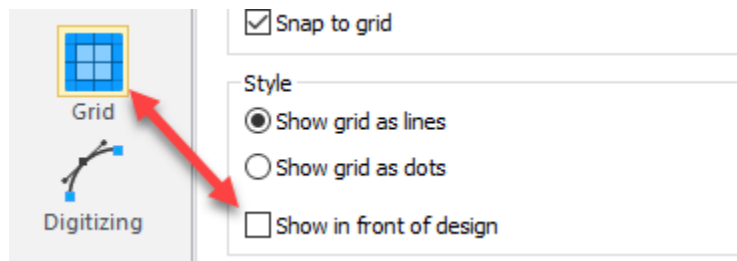 Snap to grid
Grid
Style
Show grid as lines
Show grid as dots
Digitizing
Show in front of design